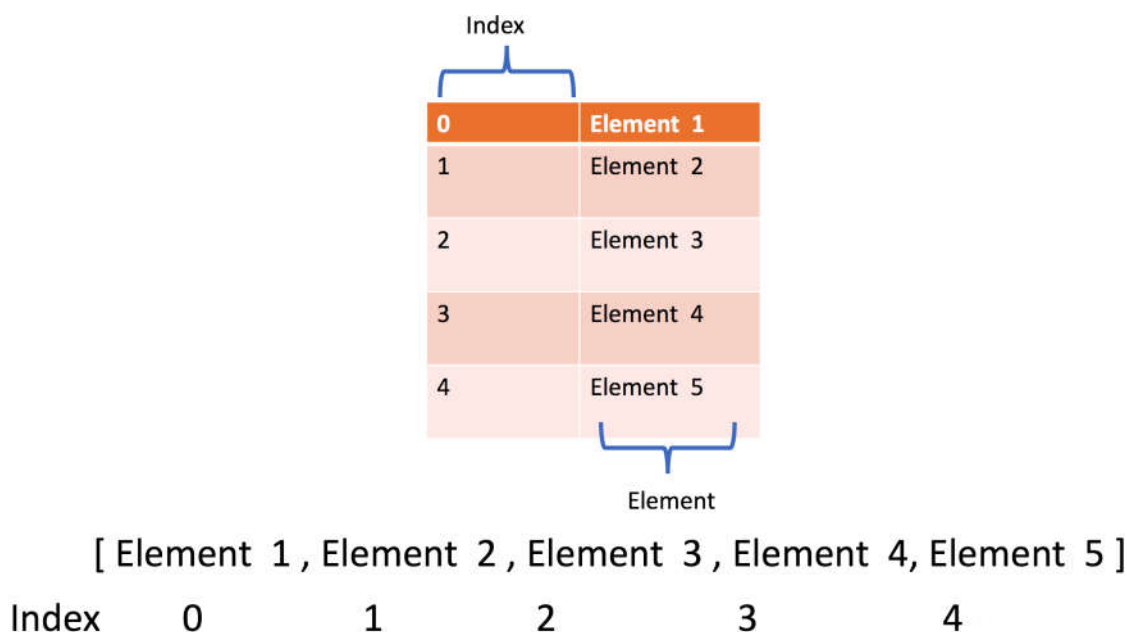 Index
0 Element 1
1 Element 2
2 Element 3
3 Element 4
4 Element 5
Element
[ Element 1 , Element 2 , Element 3 , Element 4, Element 5 ]
Index 0 1 2 3 4